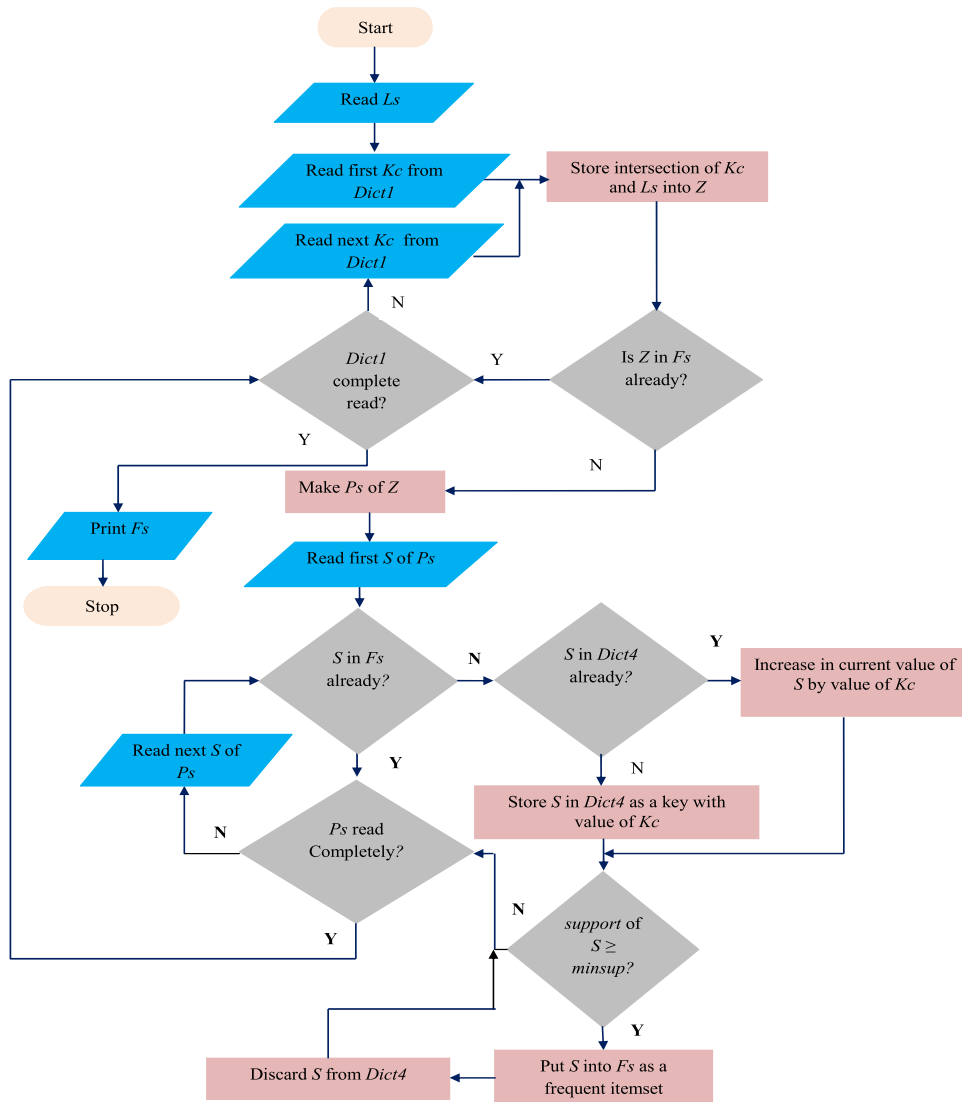 Start
Read Ls
Read first Kc from
Dict1
Store intersection of Kc
and Ls into Z
Read next Kc from
Dict1
N
Dict1
complete
read?
Y
Is Z in Fs
already?
Y
N
Make Ps of Z
Print Fs
Read first S of Ps
Stop
S in Fs
already?
N
S in Dict4
already?
Y
Increase in current value of
S by value of Kc
Read next S of
Ps
Y
N
Store S in Dict4 as a key with
value of Kc
Ps read
Completely?
N
Y
N
support of
S ≥
minsup?
Y
Discard S from Dict4
Put S into Fs as a
frequent itemset